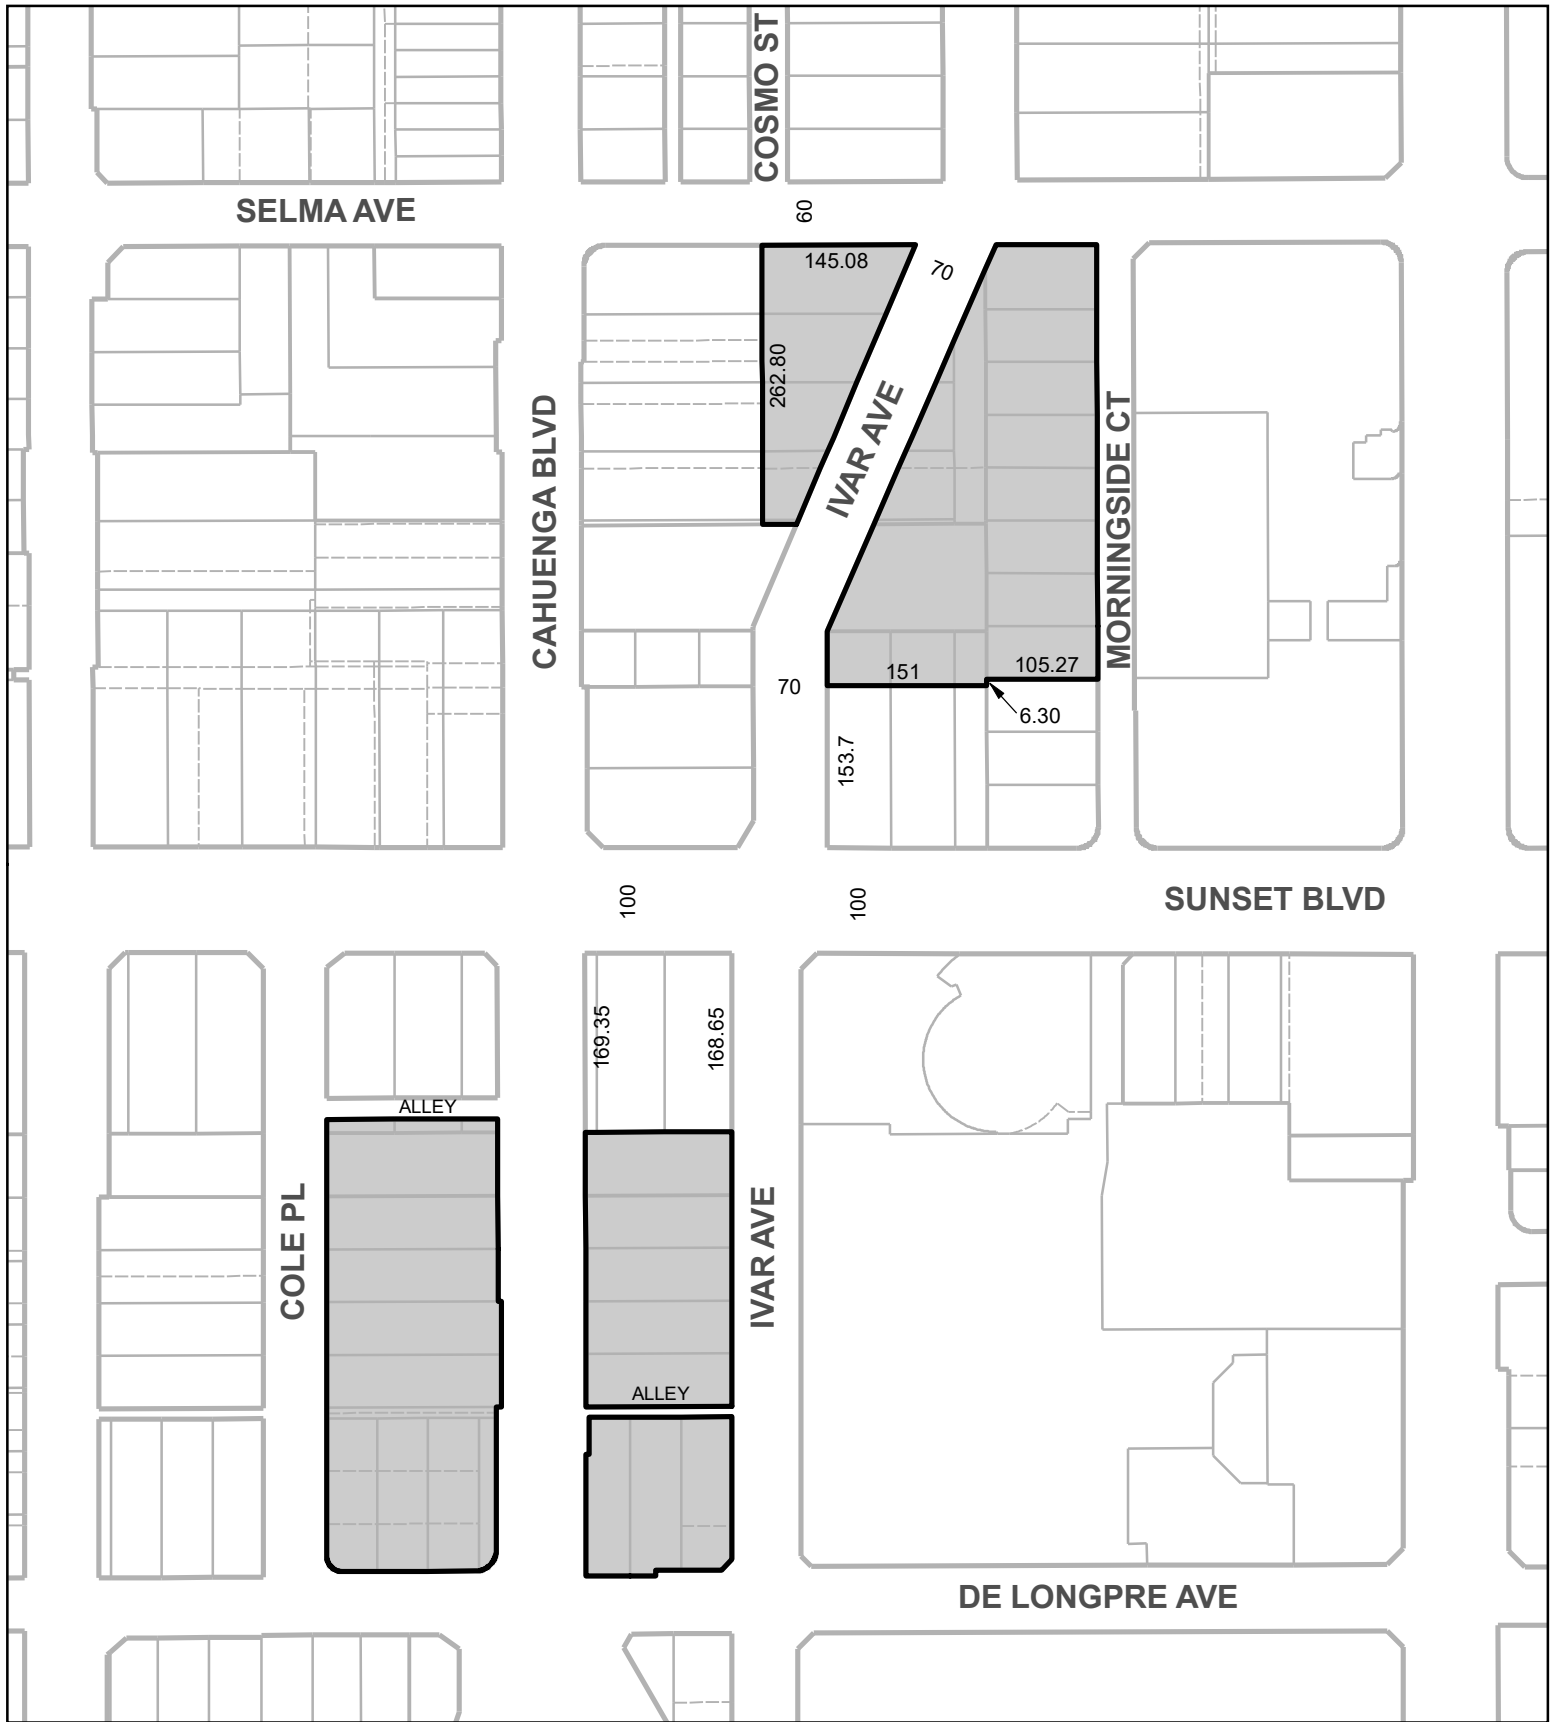 COSMO ST
SELMA AVE
60
145.08
70
262.80
IVAR AVE
CAHUENGA BLVD
MORNINGSIDE CT
151
105.27
70
6.30
153.7
100
100
SUNSET BLVD
169.35
168.65
ALLEY
COLE PL
IVAR AVE
ALLEY
DE LONGPRE AVE